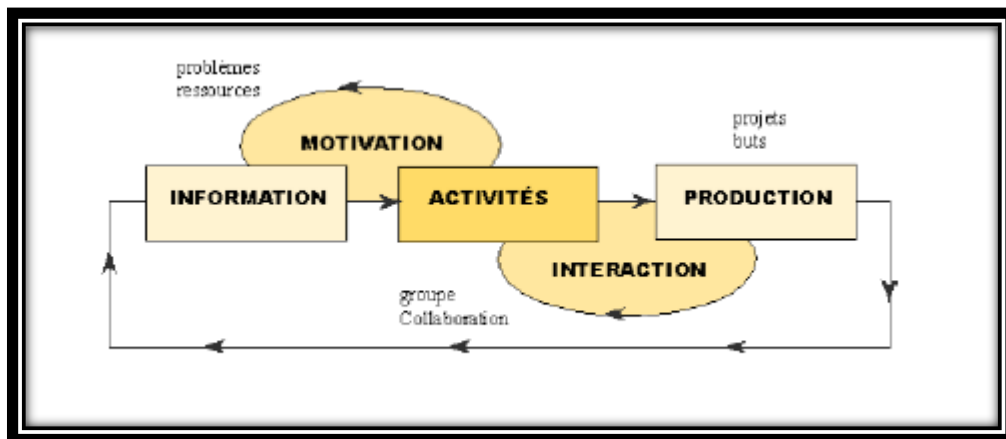 problèmes
ressources
MOTIVATION
projets
buts
INFORMATION
ACTIVITÉS
PRODUCTION
INTERACTION
groupe
Collaboration